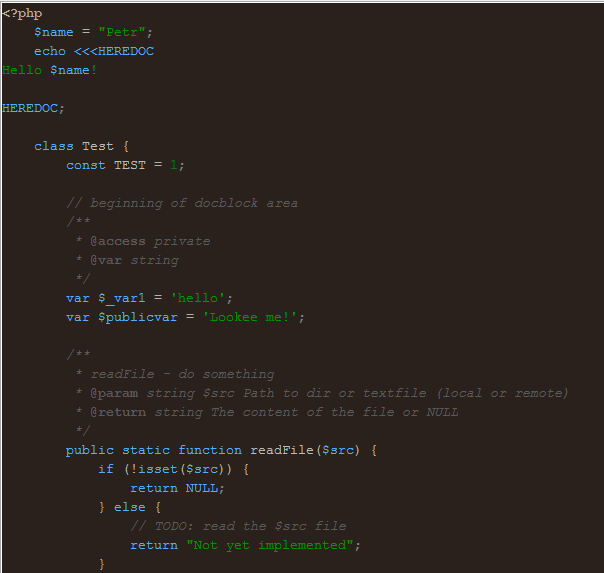 <?php
    $name = "Petr";
    echo <<<HEREDOC
Hello $name!

HEREDOC;

    class Test {
        const TEST = 1;

        // beginning of docblock area
        /**
         * @access private
         * @var string
         */
        var $_var1 = 'hello';
        var $publicvar = 'Lookee me!';

        /**
         * readFile - do something
         * @param string $src Path to dir or textfile (local or remote)
         * @return string The content of the file or NULL
         */
        public static function readFile($src) {
            if (!isset($src)) {
                return NULL;
            } else {
                // TODO: read the $src file
                return "Not yet implemented";
            }